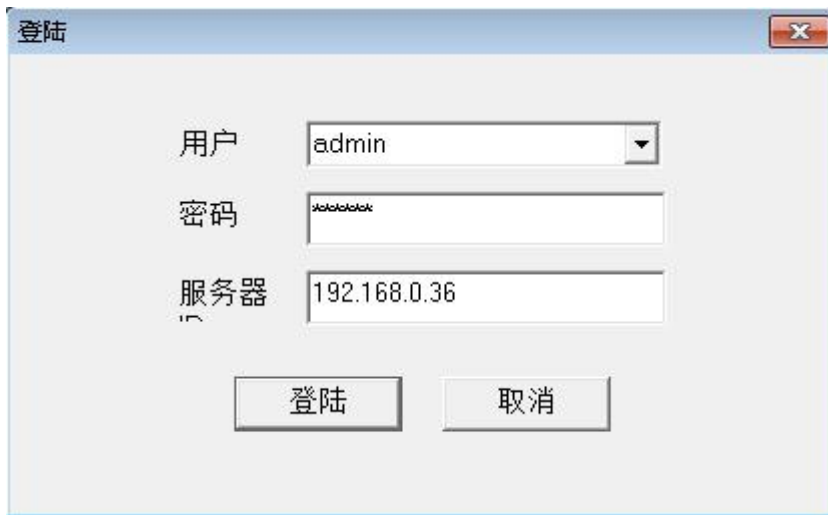 登陆
用户 admin
密码 ******
服务器 192.168.0.36
登陆 取消